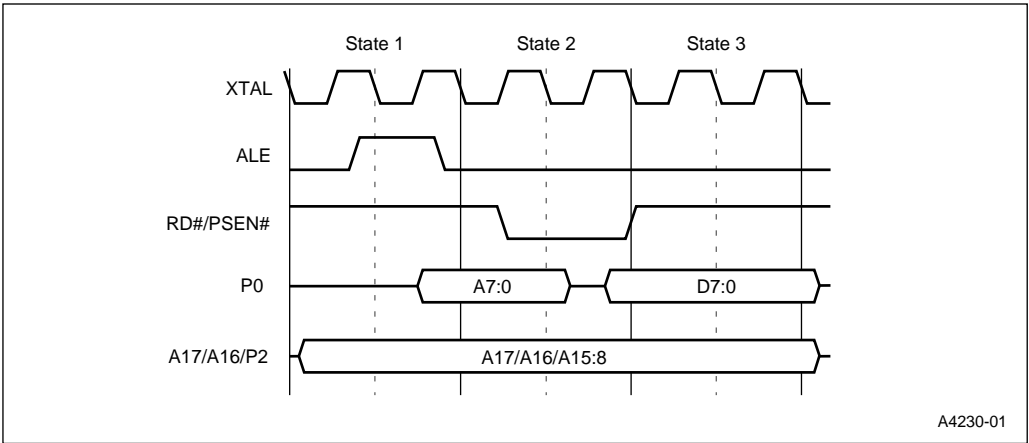 State 1 State 2 State 3
XTAL
ALE
RD#/PSEN#
P0 A7:0 D7:0
A17/A16/P2 A17/A16/A15:8
A4230-01